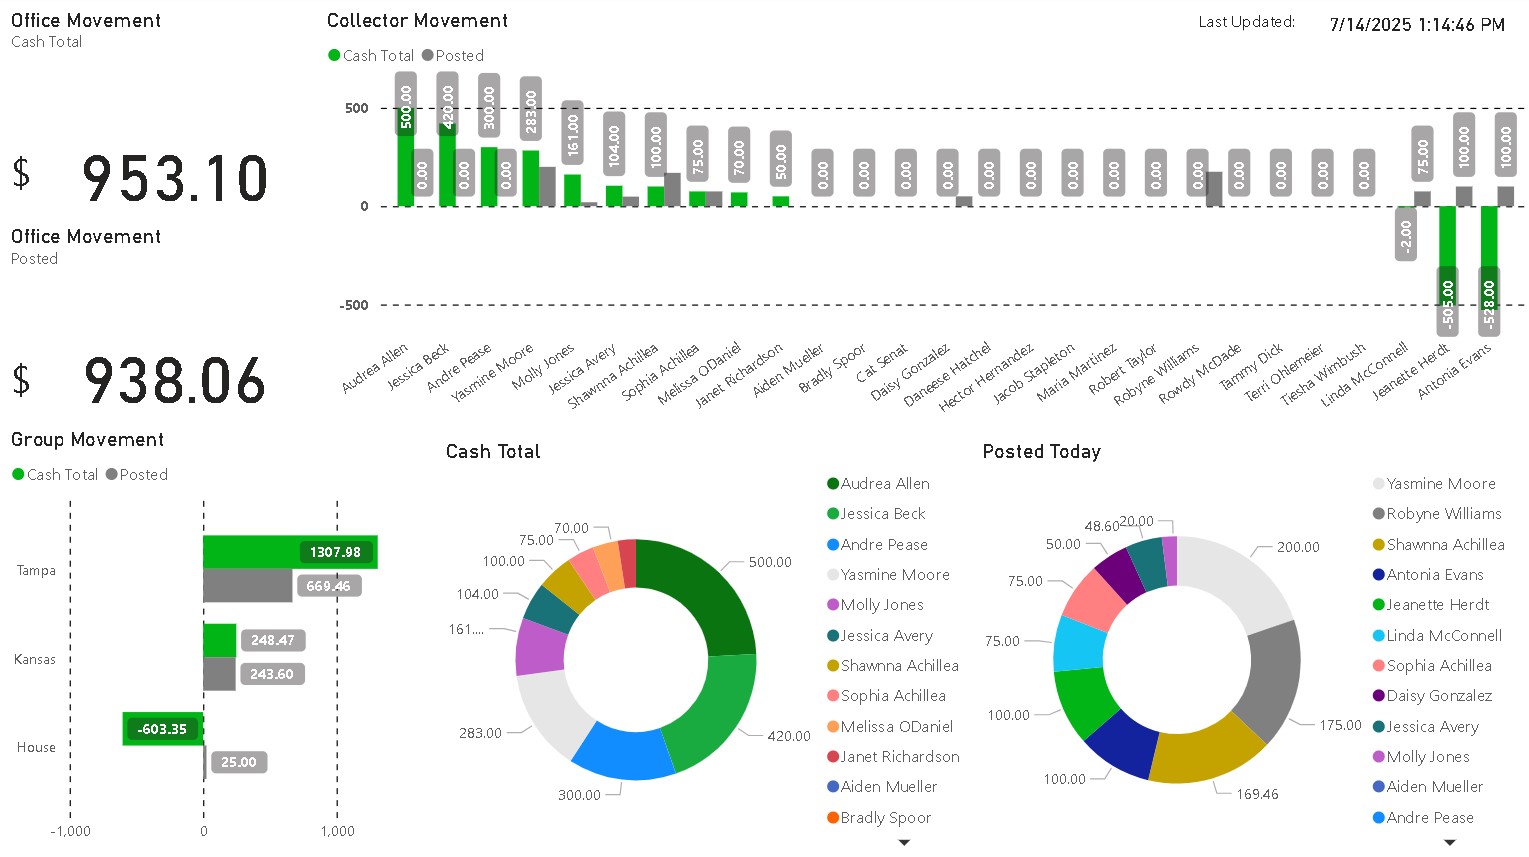 Office Movement
Cash Total
$ 953.10
Office Movement
Posted
$ 938.06
Collector Movement
Cash Total Posted
Last Updated: 7/14/2025 1:14:46 PM
500
0
-500
500.00
0.00
420.00
0.00
300.00
0.00
283.00
161.00
104.00
100.00
75.00
70.00
50.00
0.00
0.00
0.00
0.00
0.00
0.00
0.00
0.00
0.00
0.00
0.00
0.00
0.00
0.00
-2.00
75.00
-505.00
100.00
-528.00
100.00
Audrea Allen
Jessica Beck
Andre Pease
Yasmine Moore
Molly Jones
Jessica Avery
Shawnna Achillea
Sophia Achillea
Melissa ODaniel
Janet Richardson
Aiden Mueller
Bradly Spoor
Cat Senat
Daisy Gonzalez
Daneese Hatchel
Hector Hernandez
Jacob Stapleton
Maria Martinez
Robert Taylor
Robyne Williams
Rowdy McDade
Tammy Dick
Terri Ohlemeier
Tiesha Wimbush
Linda McConnell
Jeanette Herdt
Antonia Evans
Group Movement
Cash Total Posted
Tampa
1307.98
669.46
Kansas
248.47
243.60
House
-603.35
25.00
-1,000 0 1,000
Cash Total
500.00
420.00
300.00
283.00
161....
104.00
100.00
75.00
70.00
Audrea Allen
Jessica Beck
Andre Pease
Yasmine Moore
Molly Jones
Jessica Avery
Shawnna Achillea
Sophia Achillea
Melissa ODaniel
Janet Richardson
Aiden Mueller
Bradly Spoor
Posted Today
200.00
175.00
169.46
100.00
100.00
75.00
75.00
50.00
48.60
20.00
Yasmine Moore
Robyne Williams
Shawnna Achillea
Antonia Evans
Jeanette Herdt
Linda McConnell
Sophia Achillea
Daisy Gonzalez
Jessica Avery
Molly Jones
Aiden Mueller
Andre Pease